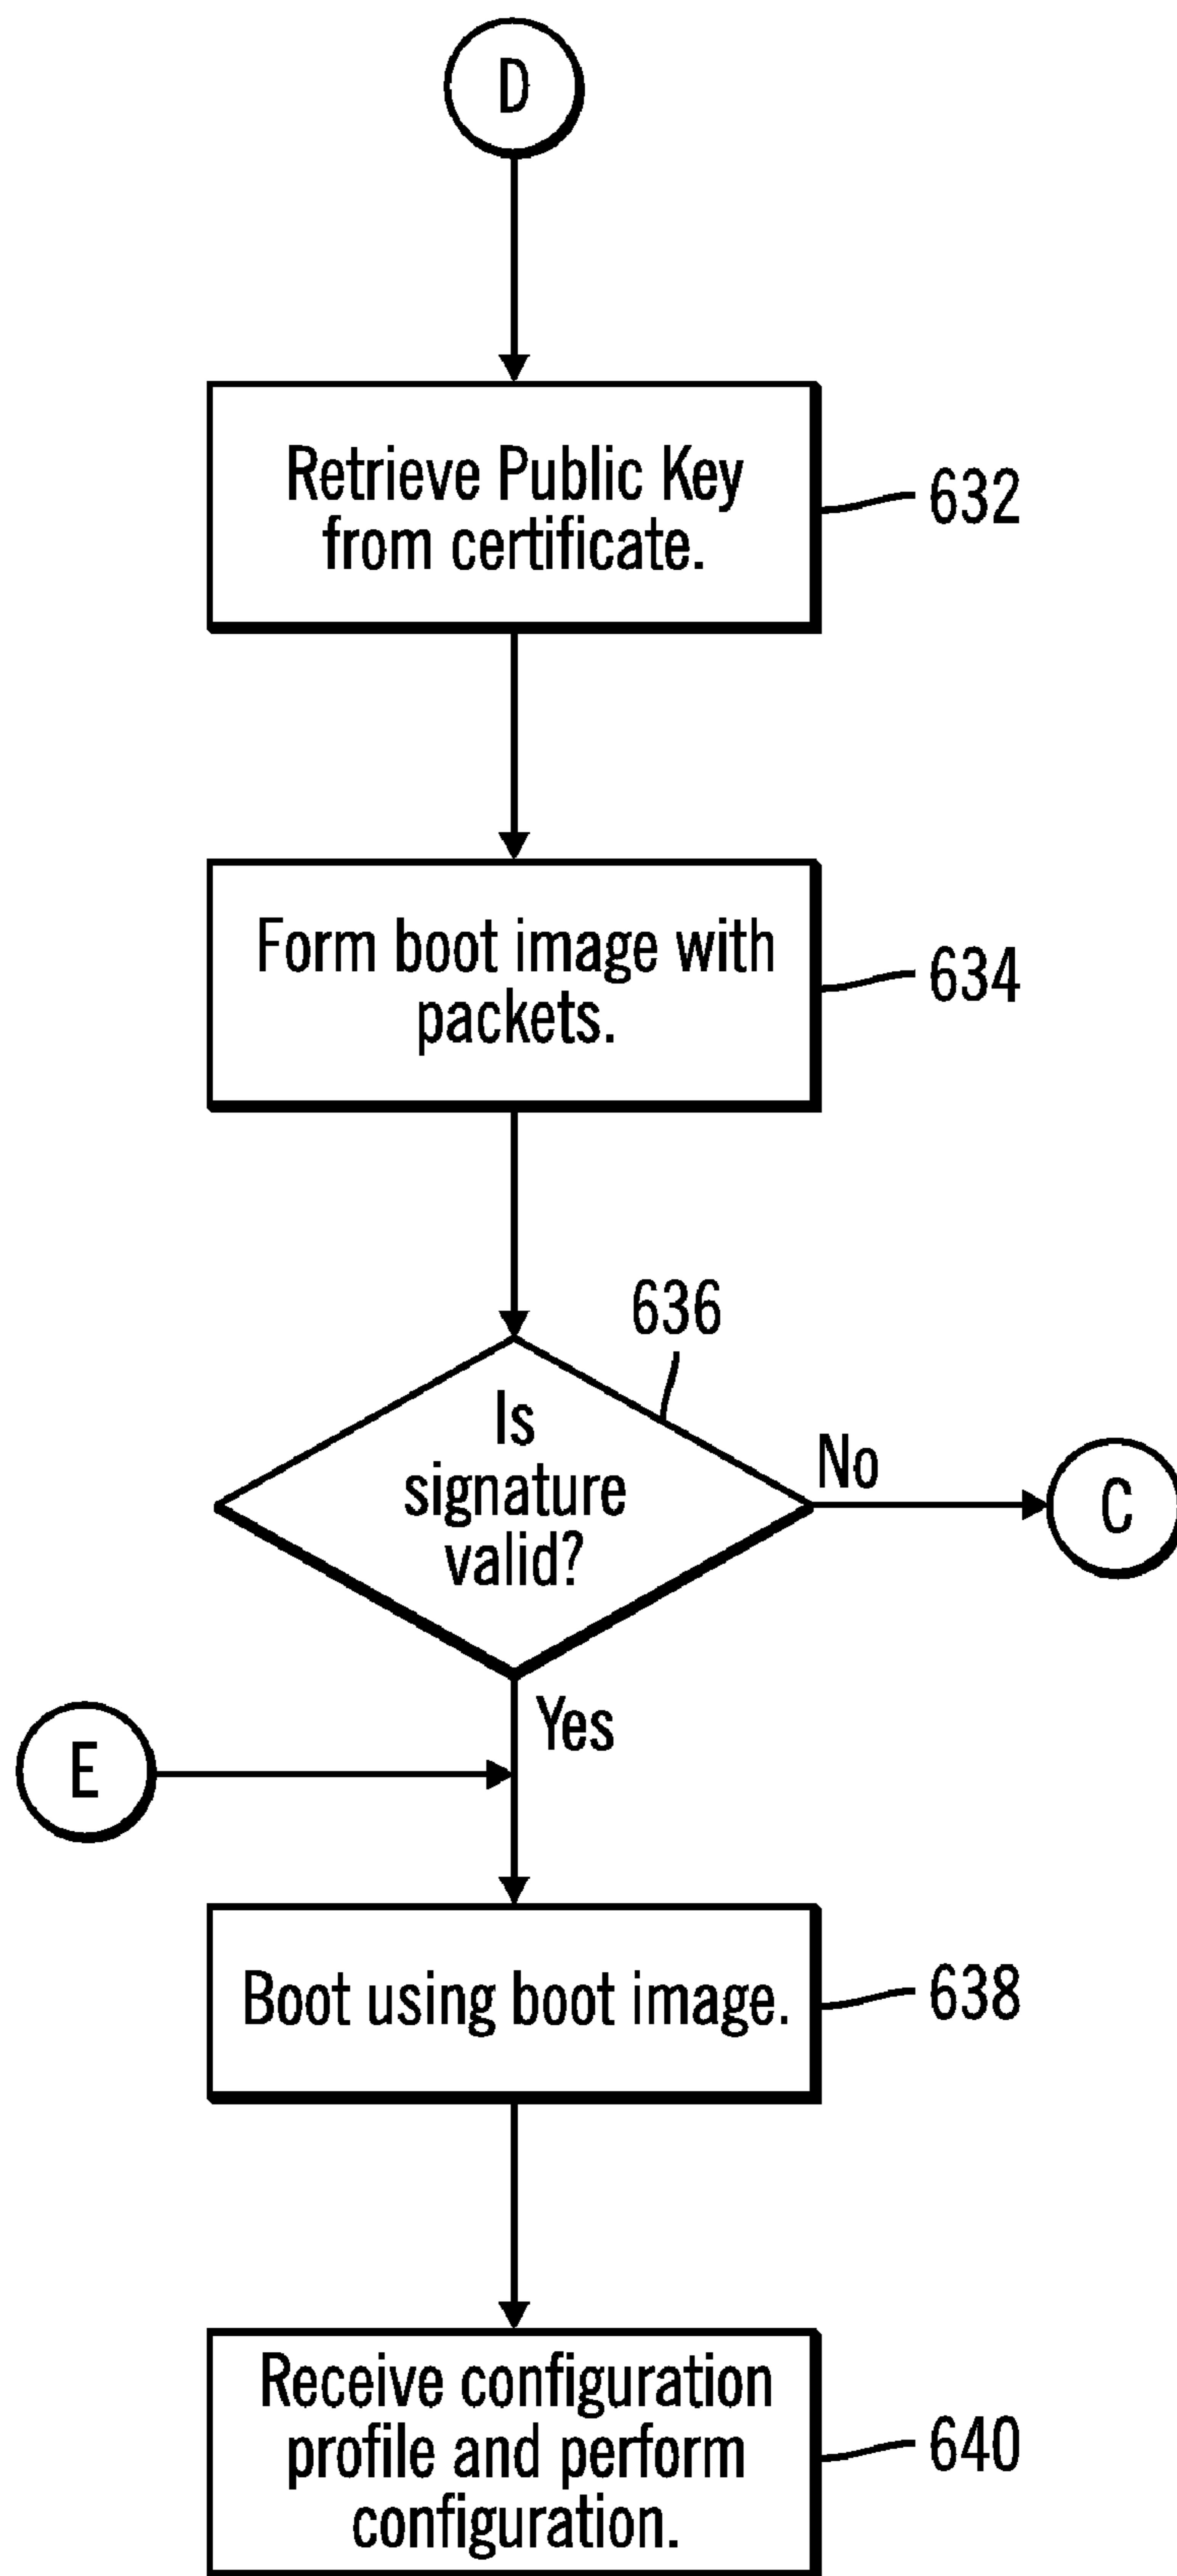 D
Retrieve Public Key
from certificate.
632
Form boot image with
packets.
634
636
Is
signature
valid?
No
C
Yes
E
Boot using boot image.
638
Receive configuration
profile and perform
configuration.
640